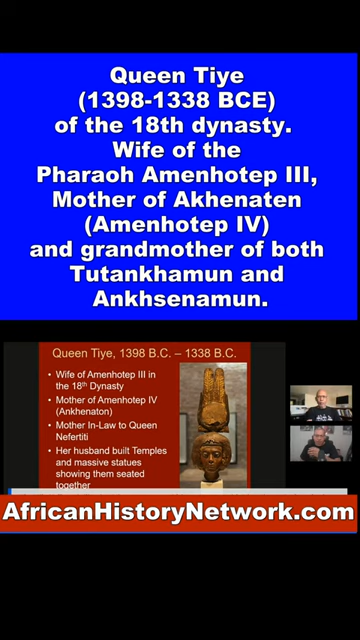 Queen Tiye
(1398-1338 BCE)
of the 18th dynasty.
Wife of the
Pharaoh Amenhotep III,
Mother of Akhenaten
(Amenhotep IV)
and grandmother of both
Tutankhamun and
Ankhsenamun.
Queen Tiye, 1398 B.C. – 1338 B.C.
• Wife of Amenhotep III in
the 18th Dynasty
• Mother of Amenhotep IV
(Ankhenaton)
• Mother In-Law to Queen
Nefertiti
• Her husband built Temples
and massive statues
showing them seated
together
AfricanHistoryNetwork.com